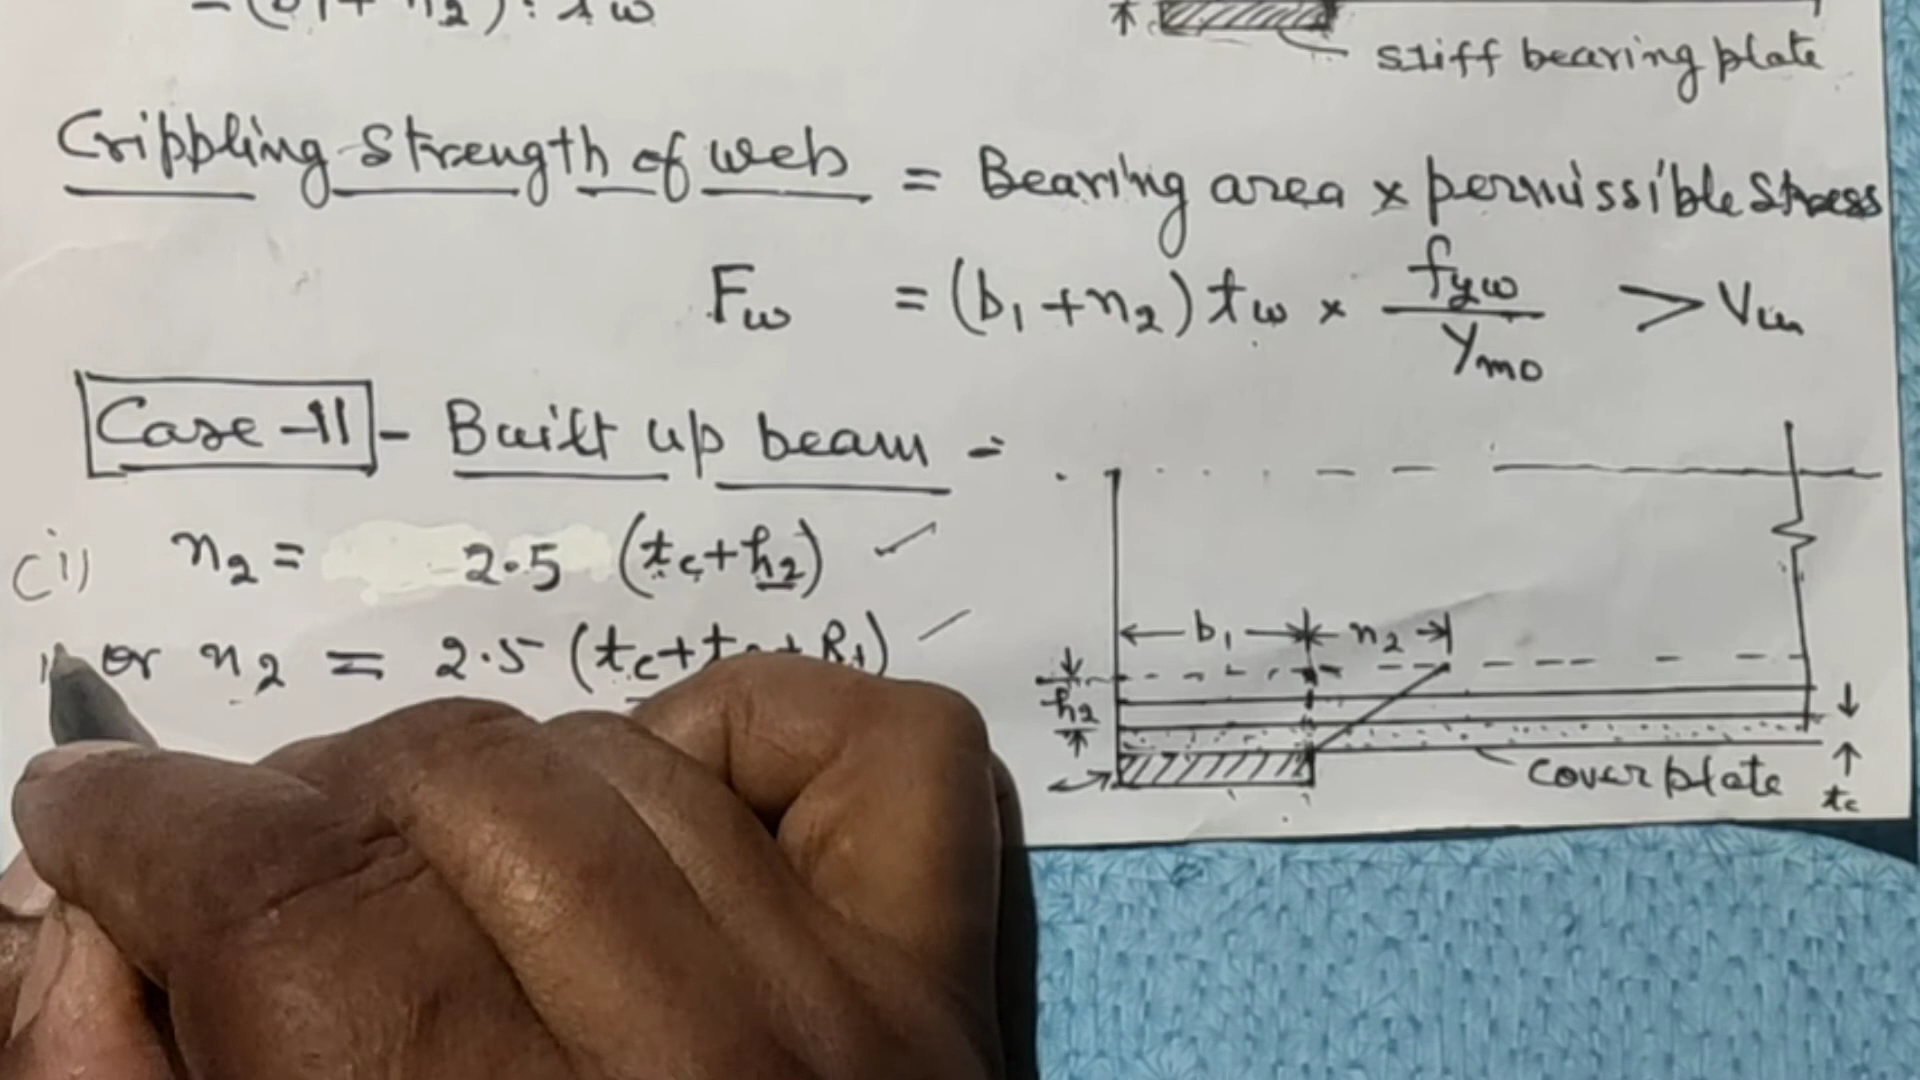 stiff bearing plate
Crippling Strength of web = Bearing area × permissible Stress
Fw = (b1+n2) tw × fyw/γmo > Vu
Case-II - Built up beam -
(i) n2 = 2.5 (tc+h2) ✓
or n2 = 2.5 (tc+t + R1)
b1 n2
h2
cover plate
tc